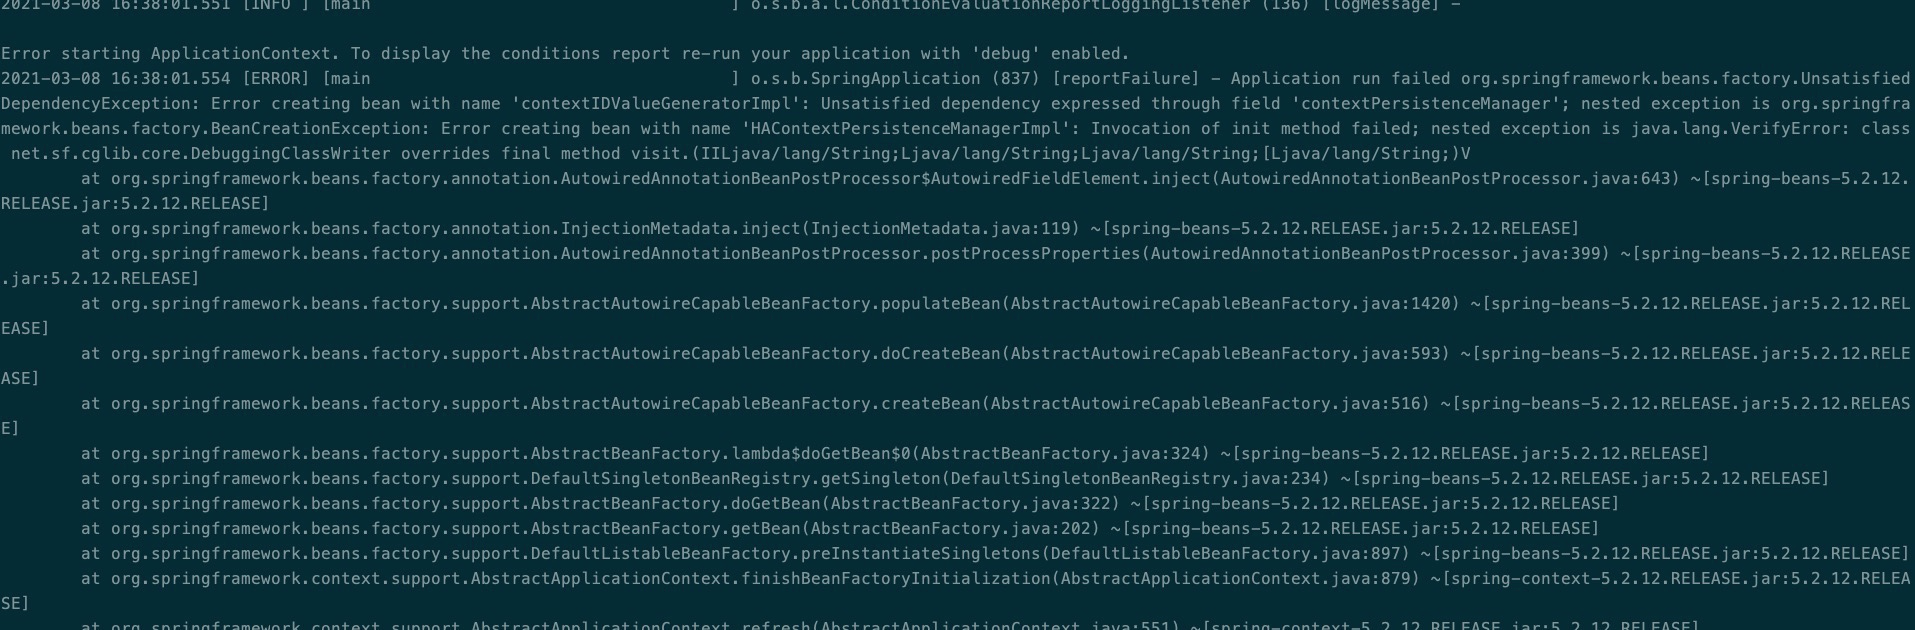 2021-03-08 16:38:01.551 [INFO ] [main                                    ] o.s.b.a.l.ConditionEvaluationReportLoggingListener (136) [logMessage] -
Error starting ApplicationContext. To display the conditions report re-run your application with 'debug' enabled.
2021-03-08 16:38:01.554 [ERROR] [main                                    ] o.s.b.SpringApplication (837) [reportFailure] - Application run failed org.springframework.beans.factory.Unsatisfied
DependencyException: Error creating bean with name 'contextIDValueGeneratorImpl': Unsatisfied dependency expressed through field 'contextPersistenceManager'; nested exception is org.springfra
mework.beans.factory.BeanCreationException: Error creating bean with name 'HAContextPersistenceManagerImpl': Invocation of init method failed; nested exception is java.lang.VerifyError: class
 net.sf.cglib.core.DebuggingClassWriter overrides final method visit.(IILjava/lang/String;Ljava/lang/String;Ljava/lang/String;[Ljava/lang/String;)V
        at org.springframework.beans.factory.annotation.AutowiredAnnotationBeanPostProcessor$AutowiredFieldElement.inject(AutowiredAnnotationBeanPostProcessor.java:643) ~[spring-beans-5.2.12.
RELEASE.jar:5.2.12.RELEASE]
        at org.springframework.beans.factory.annotation.InjectionMetadata.inject(InjectionMetadata.java:119) ~[spring-beans-5.2.12.RELEASE.jar:5.2.12.RELEASE]
        at org.springframework.beans.factory.annotation.AutowiredAnnotationBeanPostProcessor.postProcessProperties(AutowiredAnnotationBeanPostProcessor.java:399) ~[spring-beans-5.2.12.RELEASE
.jar:5.2.12.RELEASE]
        at org.springframework.beans.factory.support.AbstractAutowireCapableBeanFactory.populateBean(AbstractAutowireCapableBeanFactory.java:1420) ~[spring-beans-5.2.12.RELEASE.jar:5.2.12.REL
EASE]
        at org.springframework.beans.factory.support.AbstractAutowireCapableBeanFactory.doCreateBean(AbstractAutowireCapableBeanFactory.java:593) ~[spring-beans-5.2.12.RELEASE.jar:5.2.12.RELE
ASE]
        at org.springframework.beans.factory.support.AbstractAutowireCapableBeanFactory.createBean(AbstractAutowireCapableBeanFactory.java:516) ~[spring-beans-5.2.12.RELEASE.jar:5.2.12.RELEAS
E]
        at org.springframework.beans.factory.support.AbstractBeanFactory.lambda$doGetBean$0(AbstractBeanFactory.java:324) ~[spring-beans-5.2.12.RELEASE.jar:5.2.12.RELEASE]
        at org.springframework.beans.factory.support.DefaultSingletonBeanRegistry.getSingleton(DefaultSingletonBeanRegistry.java:234) ~[spring-beans-5.2.12.RELEASE.jar:5.2.12.RELEASE]
        at org.springframework.beans.factory.support.AbstractBeanFactory.doGetBean(AbstractBeanFactory.java:322) ~[spring-beans-5.2.12.RELEASE.jar:5.2.12.RELEASE]
        at org.springframework.beans.factory.support.AbstractBeanFactory.getBean(AbstractBeanFactory.java:202) ~[spring-beans-5.2.12.RELEASE.jar:5.2.12.RELEASE]
        at org.springframework.beans.factory.support.DefaultListableBeanFactory.preInstantiateSingletons(DefaultListableBeanFactory.java:897) ~[spring-beans-5.2.12.RELEASE.jar:5.2.12.RELEASE]
        at org.springframework.context.support.AbstractApplicationContext.finishBeanFactoryInitialization(AbstractApplicationContext.java:879) ~[spring-context-5.2.12.RELEASE.jar:5.2.12.RELEA
SE]
        at org.springframework.context.support.AbstractApplicationContext.refresh(AbstractApplicationContext.java:551) ~[spring-context-5.2.12.RELEASE.jar:5.2.12.RELEASE]